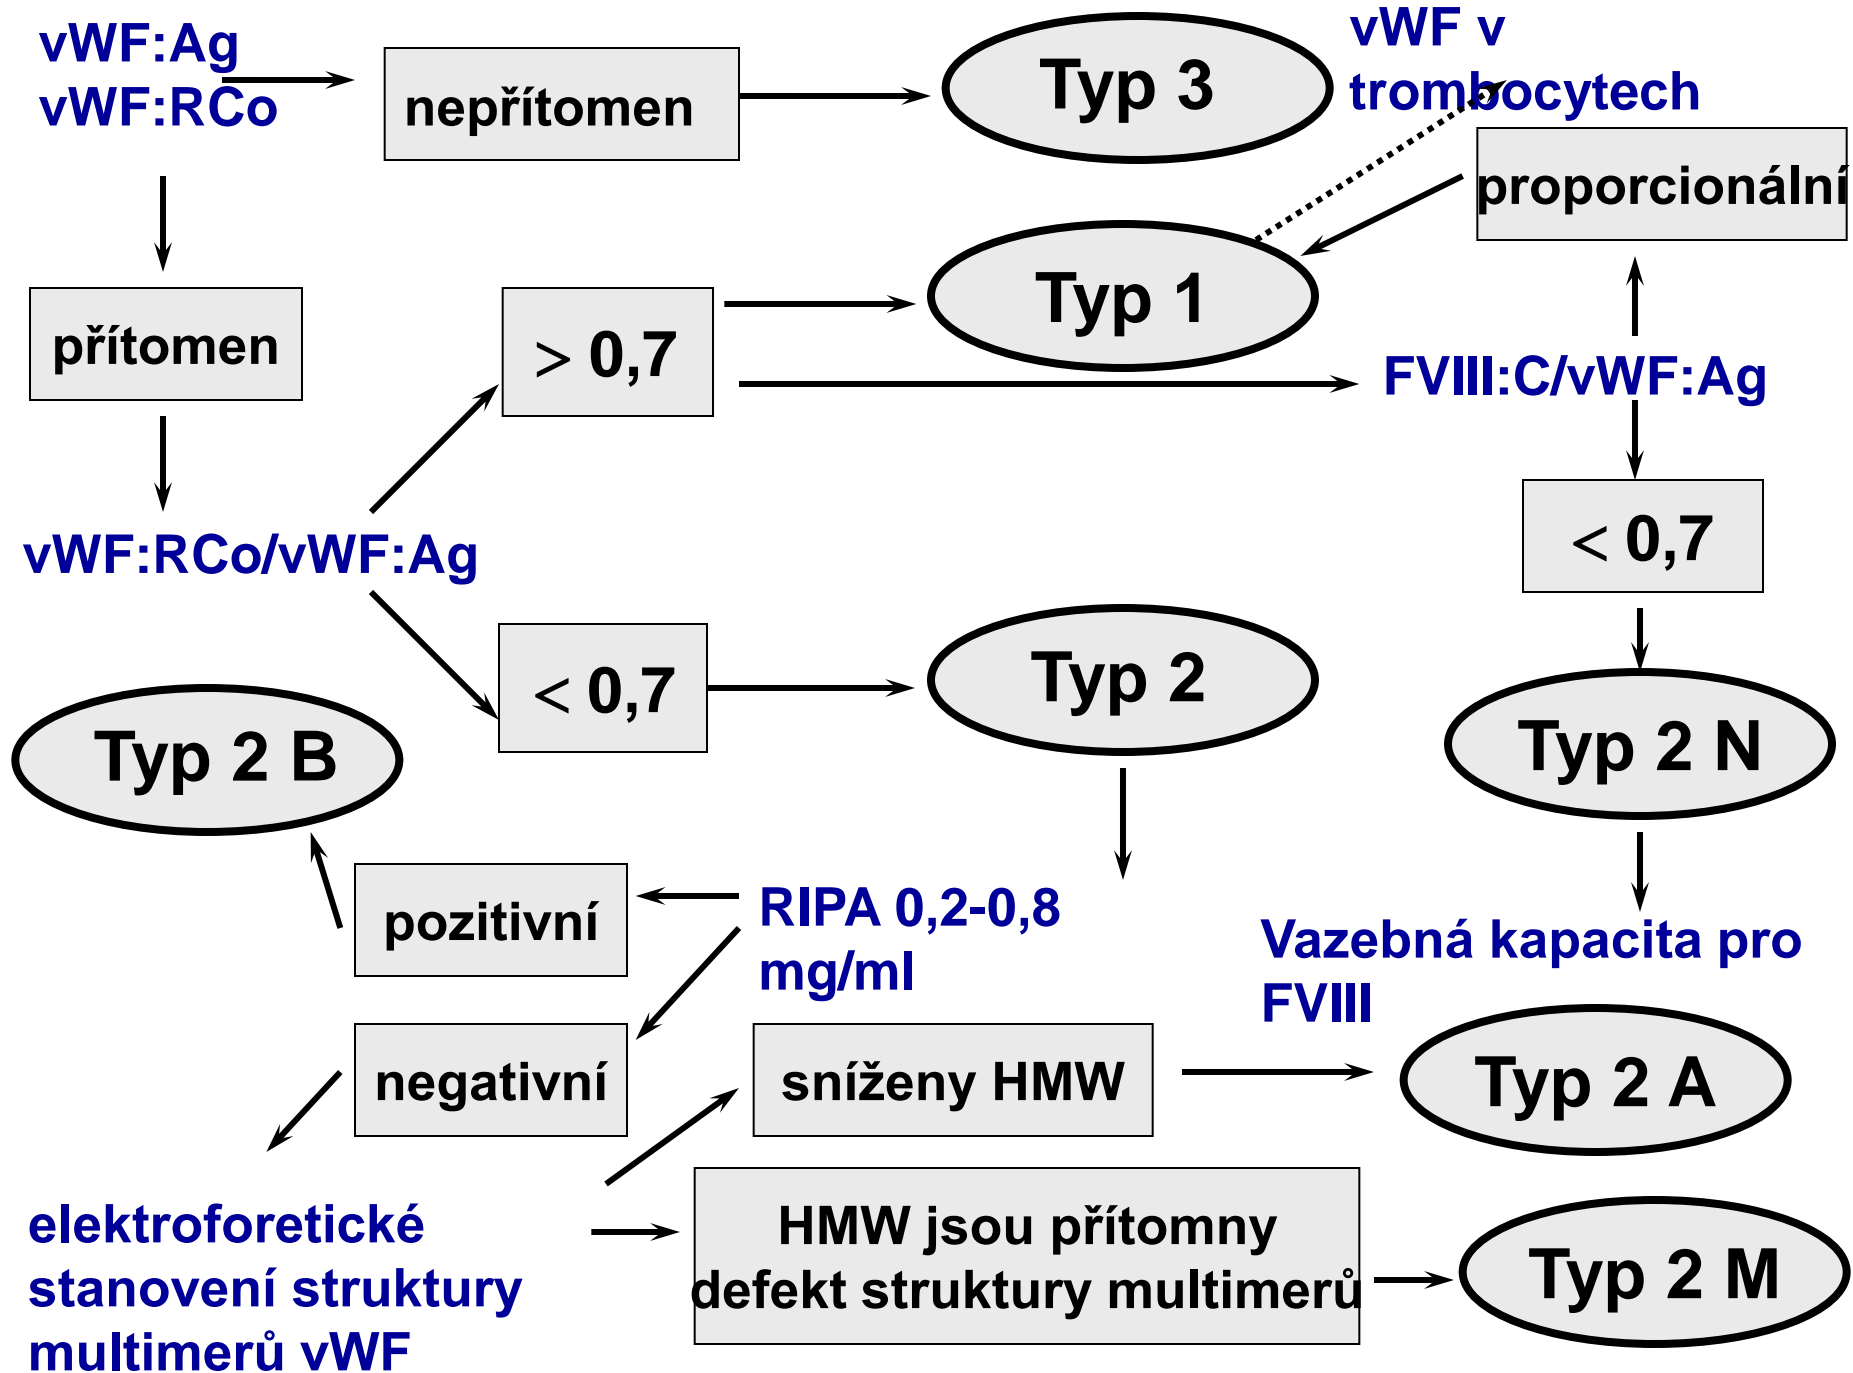 vWF:Ag
vWF:RCo
nepřítomen
Typ 3
vWF v
trombocytech
proporcionální
přítomen
> 0,7
Typ 1
FVIII:C/vWF:Ag
vWF:RCo/vWF:Ag
< 0,7
< 0,7
Typ 2
Typ 2 B
Typ 2 N
pozitivní
RIPA 0,2-0,8
mg/ml
Vazebná kapacita pro
FVIII
negativní
sníženy HMW
Typ 2 A
elektroforetické
stanovení struktury
multimerů vWF
HMW jsou přítomny
defekt struktury multimerů
Typ 2 M